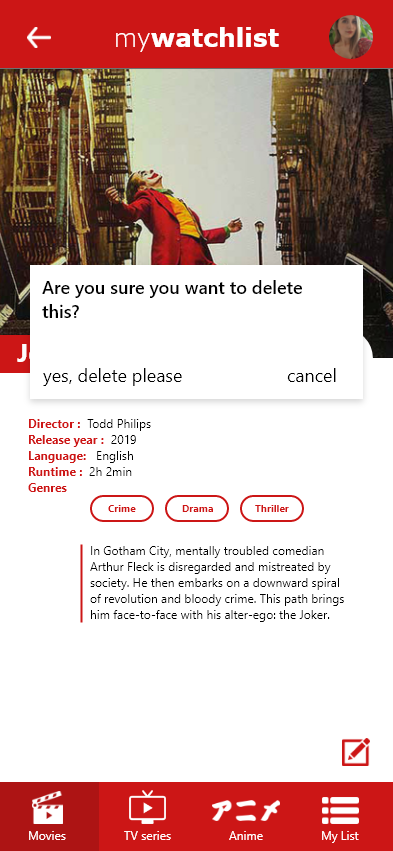 mywatchlist
Are you sure you want to delete
this?
yes, delete please
cancel
Director : Todd Philips
Release year : 2019
Language: English
Runtime : 2h 2min
Genres
Crime
Drama
Thriller
In Gotham City, mentally troubled comedian
Arthur Fleck is disregarded and mistreated by
society. He then embarks on a downward spiral
of revolution and bloody crime. This path brings
him face-to-face with his alter-ego: the Joker.
アニメ
Movies
TV series
Anime
My List